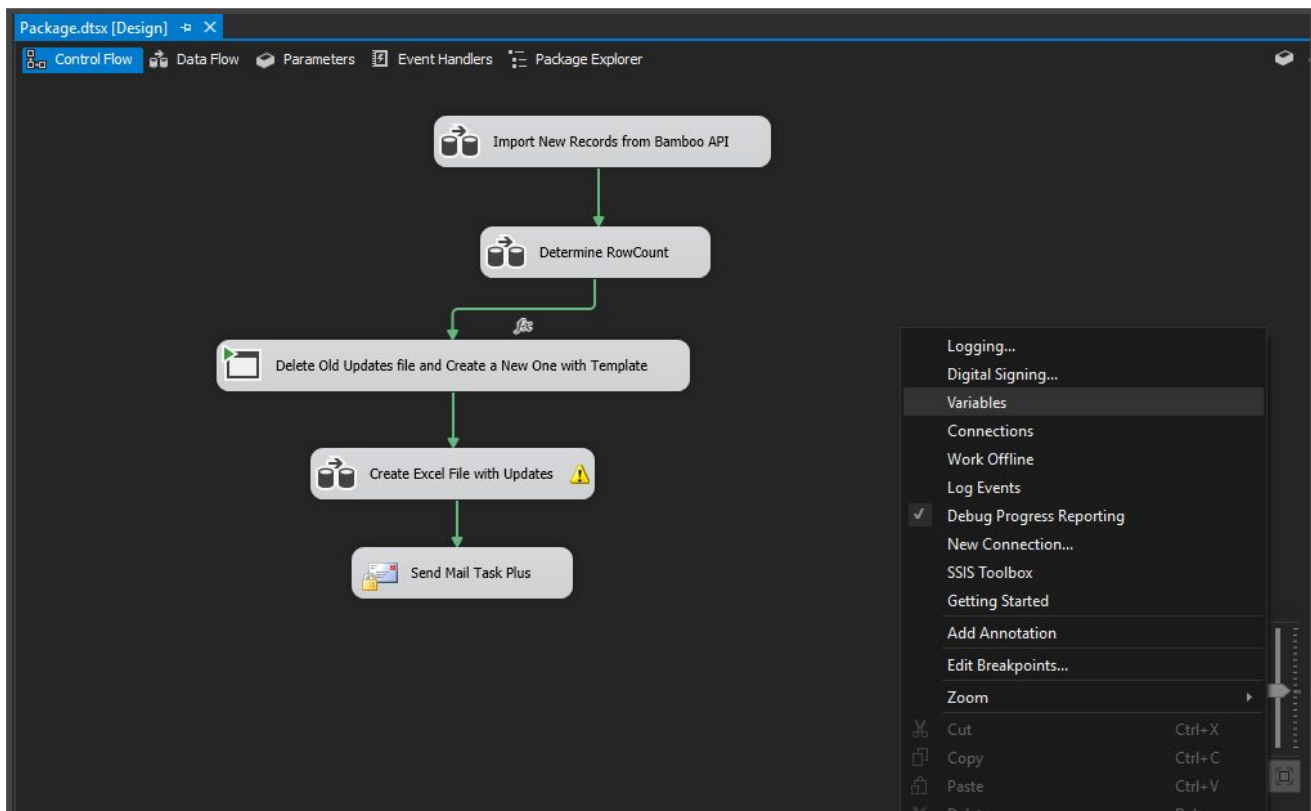 Package.dtsx [Design]
Control Flow Data Flow Parameters Event Handlers Package Explorer
Import New Records from Bamboo API
Determine RowCount
fx
Delete Old Updates file and Create a New One with Template
Create Excel File with Updates
Send Mail Task Plus
Logging...
Digital Signing...
Variables
Connections
Work Offline
Log Events
Debug Progress Reporting
New Connection...
SSIS Toolbox
Getting Started
Add Annotation
Edit Breakpoints...
Zoom
Cut Ctrl+X
Copy Ctrl+C
Paste Ctrl+V